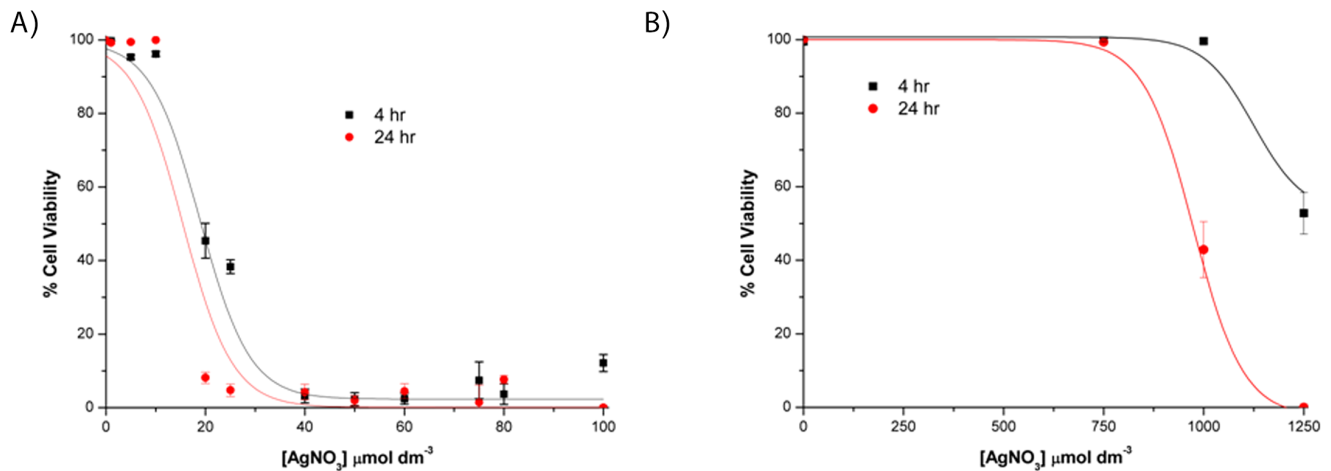 A)
100
80
60
40
20
0
% Cell Viability
4 hr
24 hr
0 20 40 60 80 100
[AgNO₃] μmol dm⁻³
B)
100
80
60
40
20
0
% Cell Viability
4 hr
24 hr
0 250 500 750 1000 1250
[AgNO₃] μmol dm⁻³